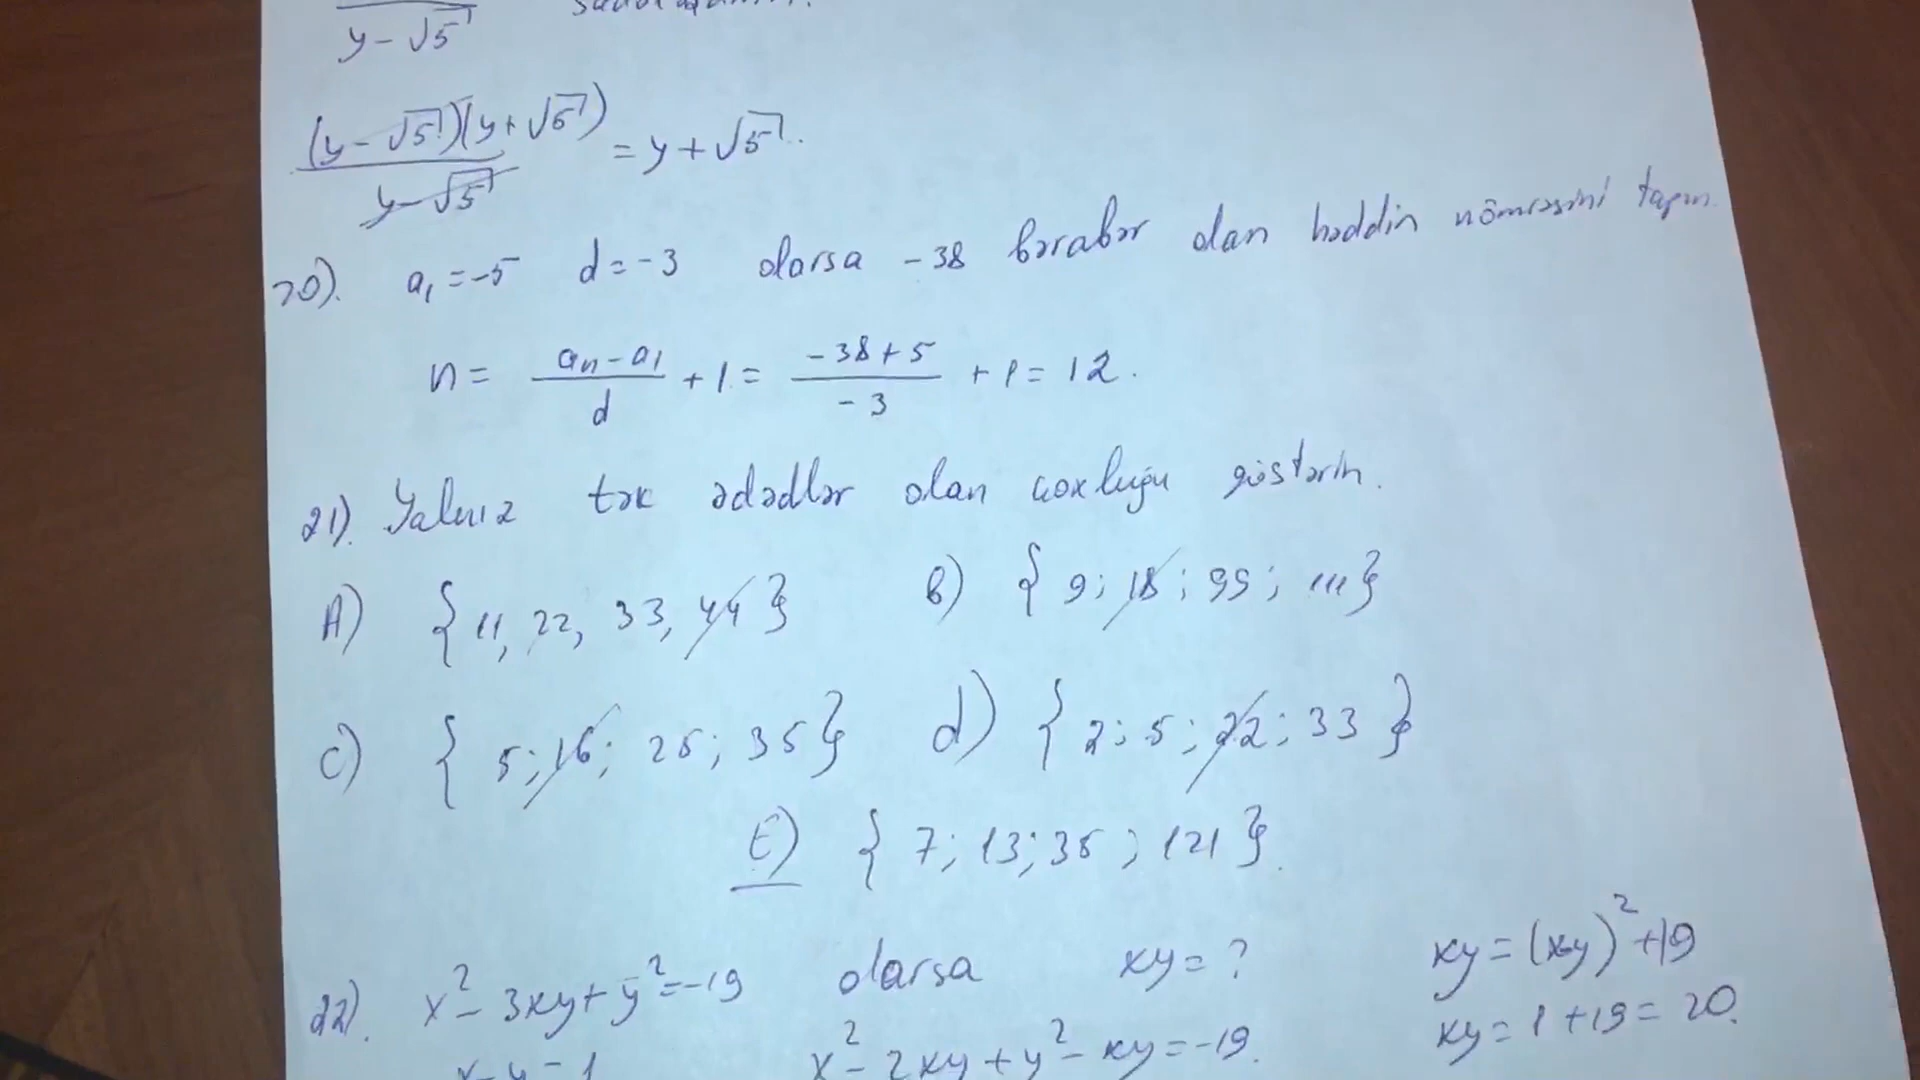 y-√5
(y-√5)(y+√5) / y-√5 = y+√5.
20). a₁=-5 d=-3 olarsa -38 bərabər olan həddin nömrəsini tapın.
n = (aₙ-a₁)/d + 1 = (-38+5)/-3 + 1 = 12.
21). Yalnız tək ədədlər olan çoxluğu göstərin.
A) {11, 22, 33, 44} B) {9; 18; 99; 111}
C) {5; 16; 25; 35} d) {2; 5; 22; 33}
E) {7; 13; 35; 121}.
22). x²-3xy+y²=-19 olarsa xy=? xy=(x-y)²+19
x-y=1 x²-2xy+y²-xy=-19. xy=1+19=20.